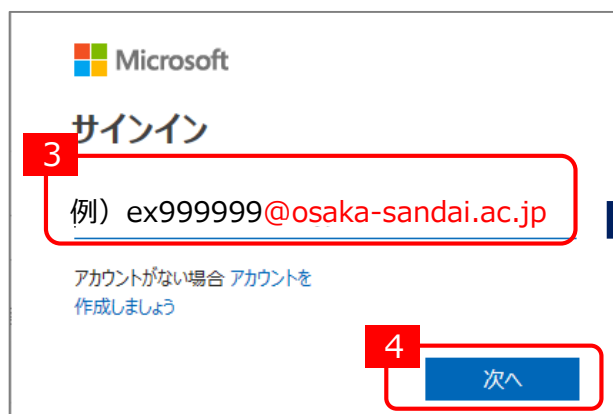 Microsoft
サインイン
3
例）ex999999@osaka-sandai.ac.jp
アカウントがない場合 アカウントを
作成しましょう
4
次へ